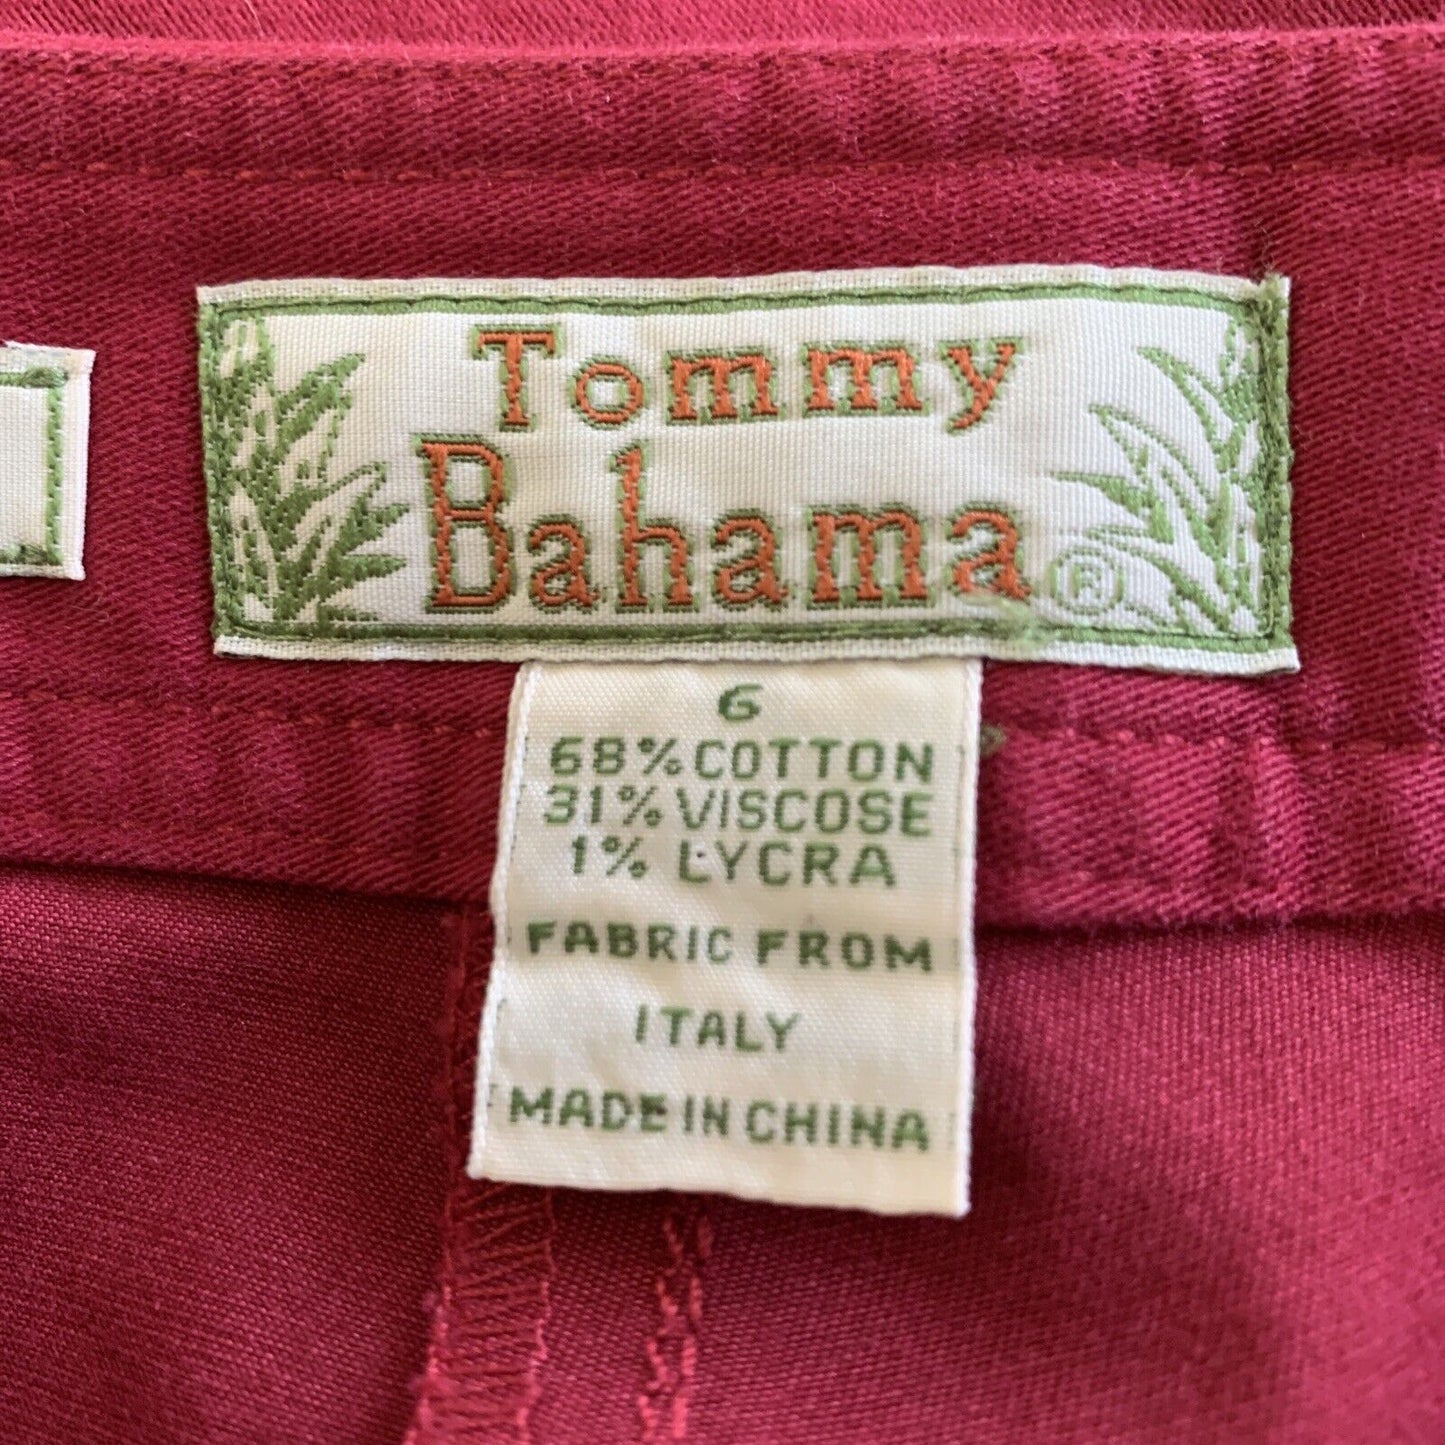 Tommy
Bahama®
6
68% COTTON
31% VISCOSE
1% LYCRA
FABRIC FROM
ITALY
MADE IN CHINA